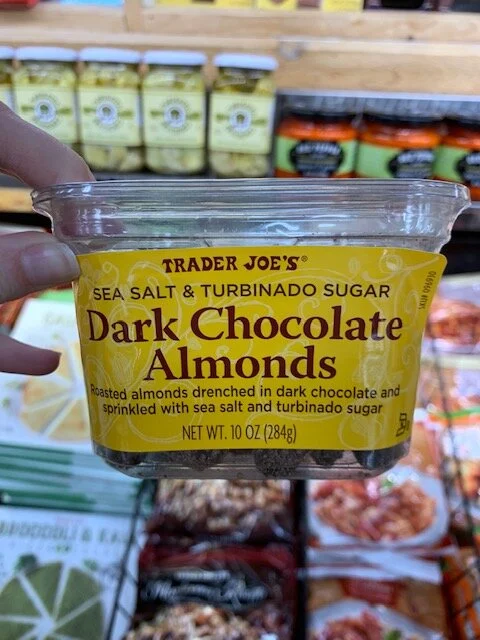 TRADER JOE'S®
SEA SALT & TURBINADO SUGAR
Dark Chocolate
Almonds
Roasted almonds drenched in dark chocolate and
sprinkled with sea salt and turbinado sugar
NET WT. 10 OZ (284g)
BROCCOLI &